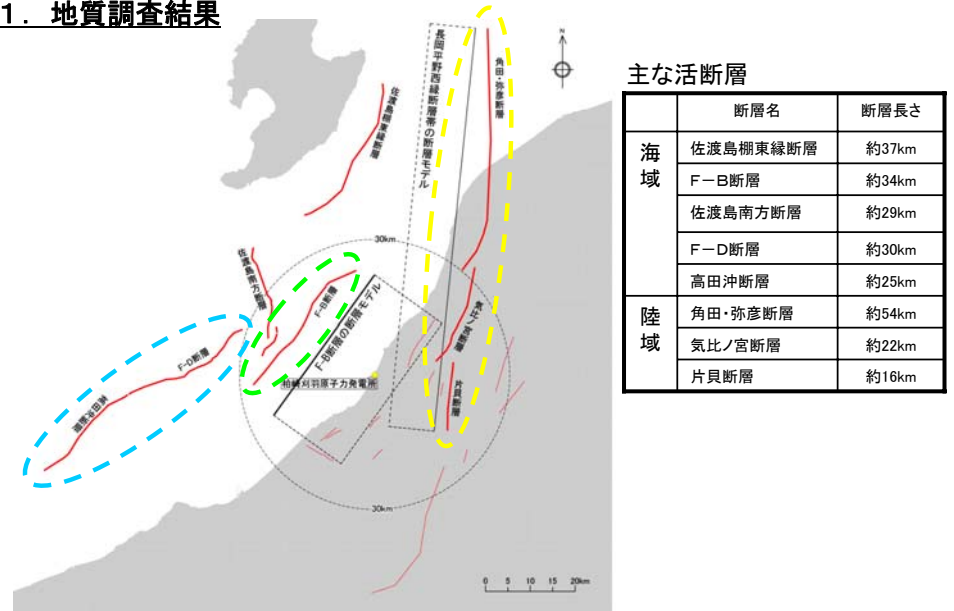 1．地質調査結果
N
佐渡島棚東縁断層
長岡平野西縁断層帯の断層モデル
角田・弥彦断層
30km
佐渡島南方断層
F-B断層
F-B断層の断層モデル
気比ノ宮断層
F-D断層
柏崎刈羽原子力発電所
片貝断層
高田沖断層
30km
0 5 10 15 20km
主な活断層
断層名 断層長さ
海域 佐渡島棚東縁断層 約37km
F－B断層 約34km
佐渡島南方断層 約29km
F－D断層 約30km
高田沖断層 約25km
陸域 角田・弥彦断層 約54km
気比ノ宮断層 約22km
片貝断層 約16km